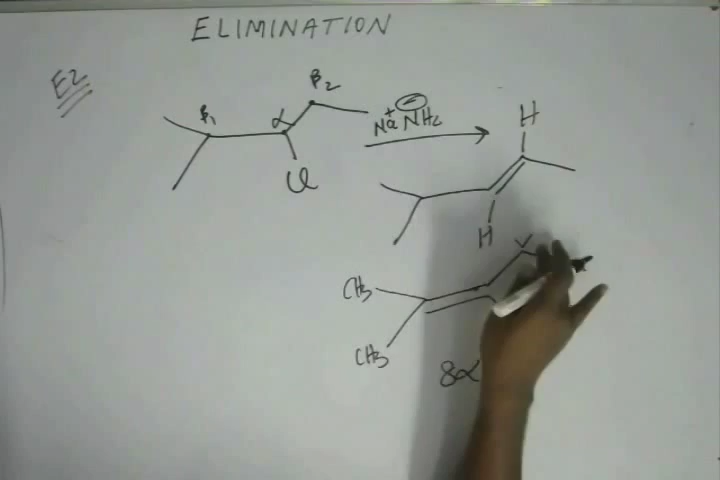 ELIMINATION
E2
β1
α
β2
Cl
Na+ NH2
H
H
CH3
CH3
8α